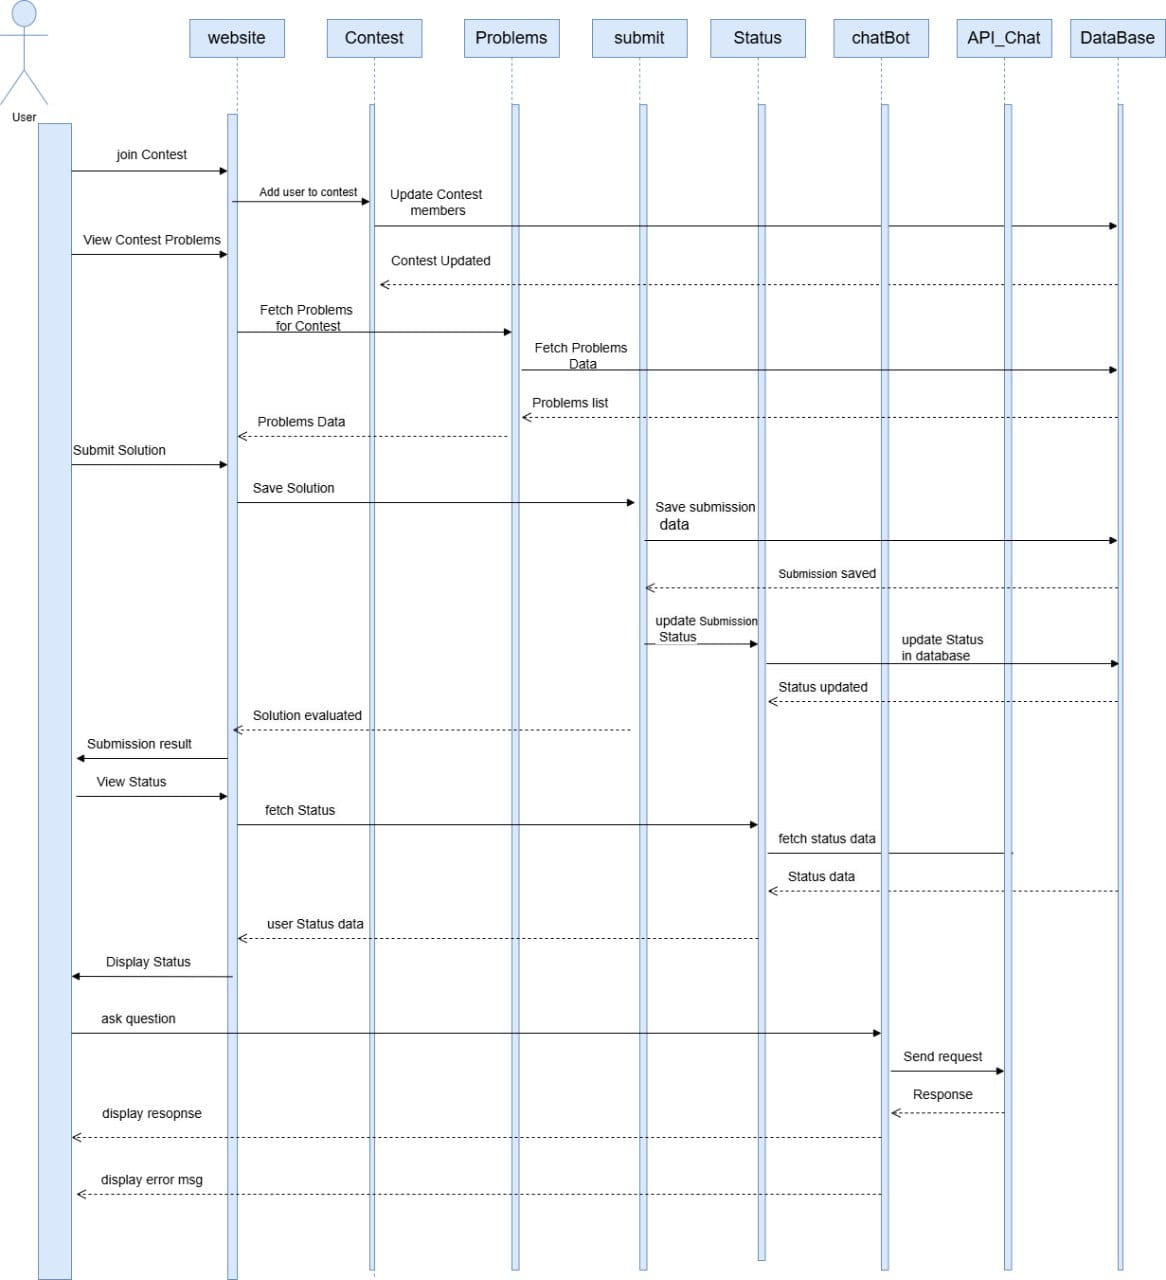 website
Contest
Problems
submit
Status
chatBot
API_Chat
DataBase
User
join Contest
Add user to contest
Update Contest
members
View Contest Problems
Contest Updated
Fetch Problems
for Contest
Fetch Problems
Data
Problems list
Problems Data
Submit Solution
Save Solution
Save submission
data
Submission saved
update Submission
Status
update Status
in database
Status updated
Solution evaluated
Submission result
View Status
fetch Status
fetch status data
Status data
user Status data
Display Status
ask question
Send request
Response
display resopnse
display error msg